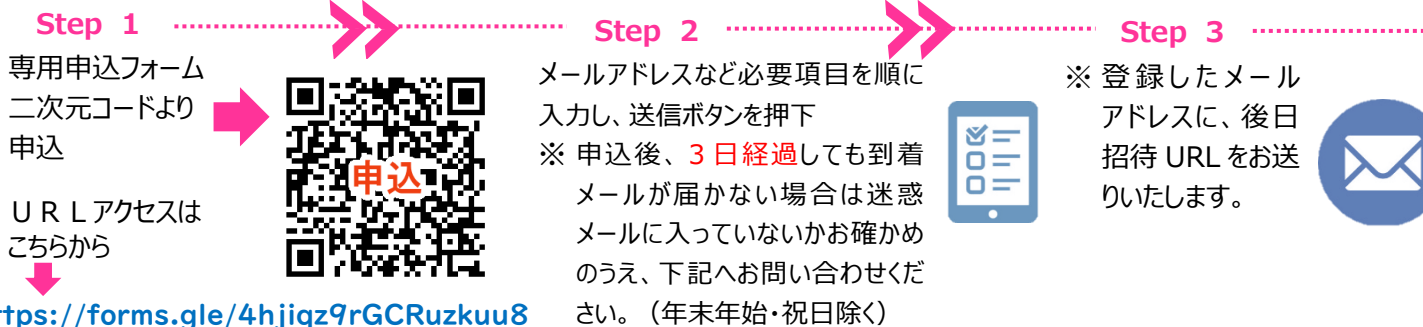 Step 1
専用申込フォーム
二次元コードより
申込
ＵＲＬアクセスは
こちらから
ttps://forms.gle/4hjiqz9rGCRuzkuu8
申込
Step 2
メールアドレスなど必要項目を順に
入力し、送信ボタンを押下
※ 申込後、３日経過しても到着
メールが届かない場合は迷惑
メールに入っていないかお確かめ
のうえ、下記へお問い合わせくだ
さい。（年末年始・祝日除く）
Step 3
※ 登録したメール
アドレスに、後日
招待 URL をお送
りいたします。